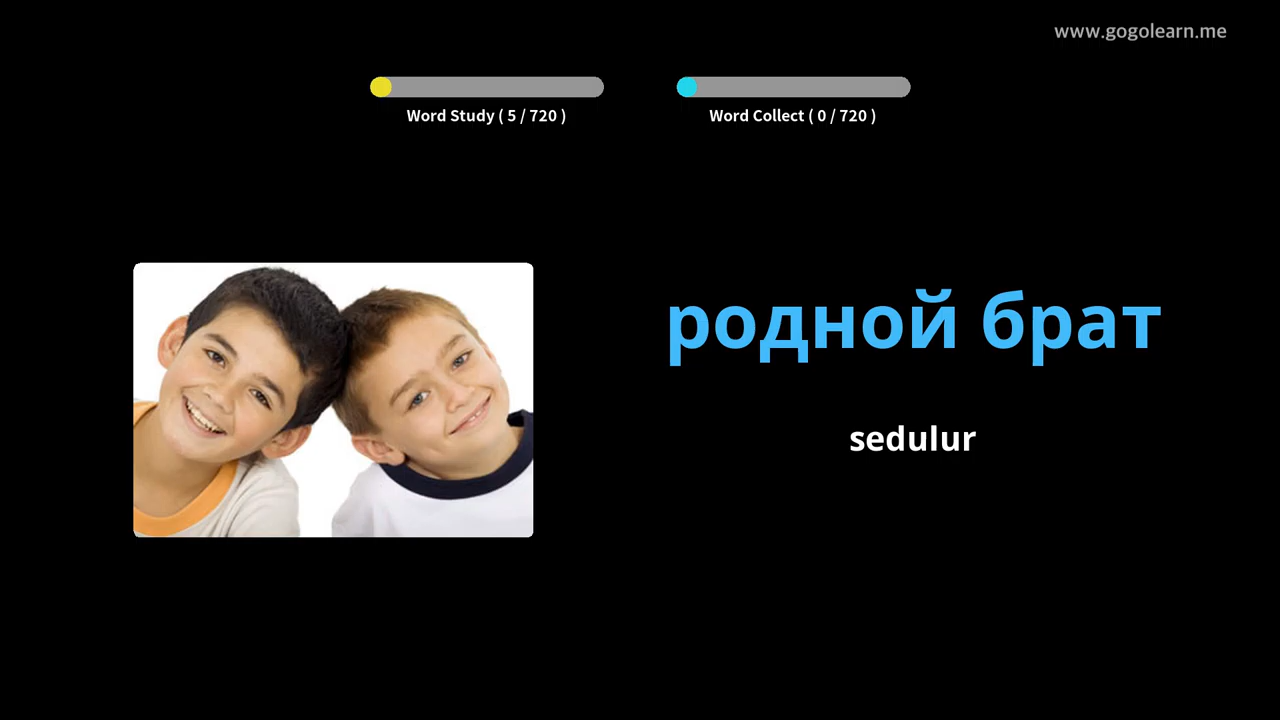 www.gogolearn.me
Word Study ( 5 / 720 )
Word Collect ( 0 / 720 )
родной брат
sedulur